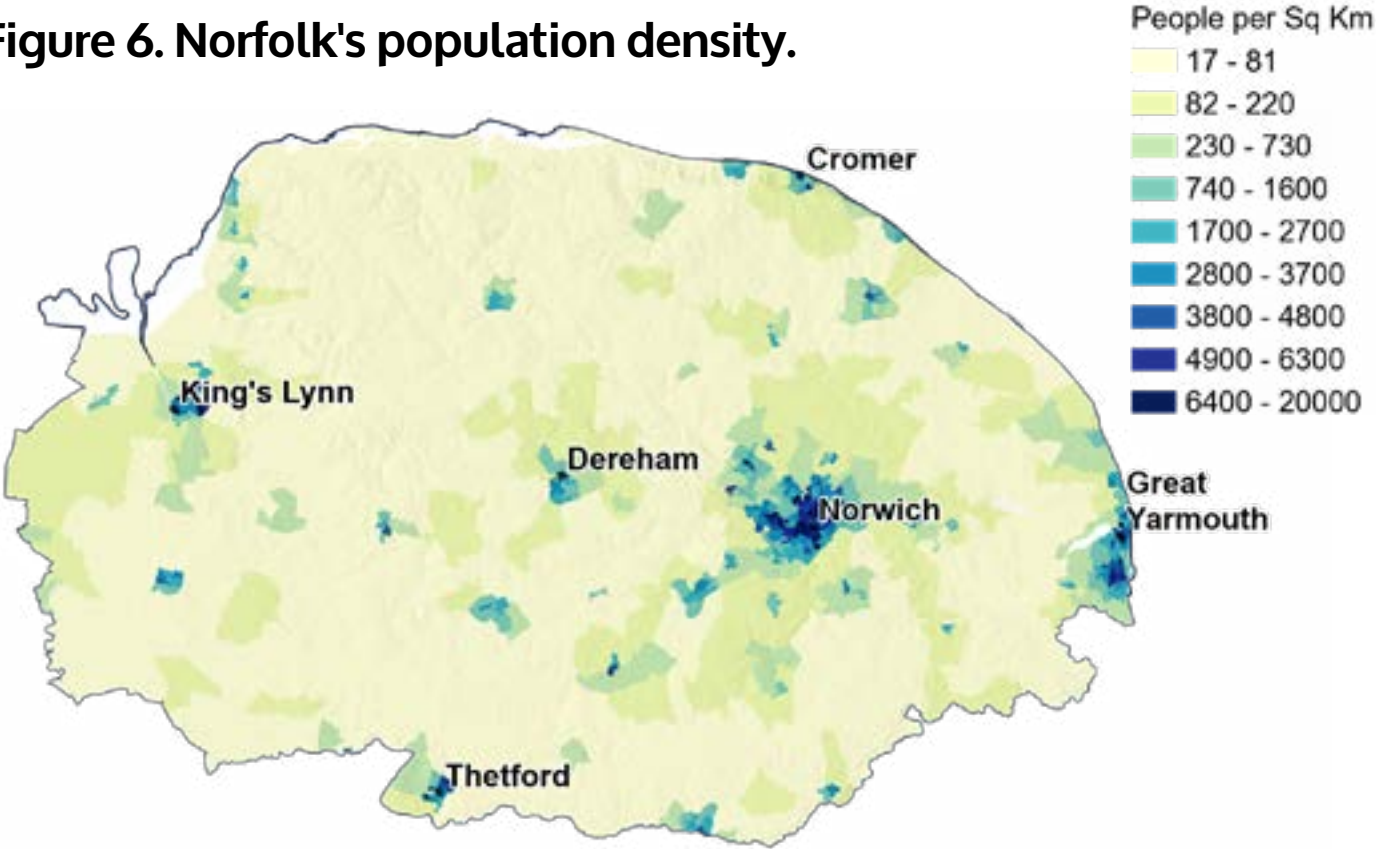 Figure 6. Norfolk's population density.
People per Sq Km
17 - 81
82 - 220
230 - 730
740 - 1600
1700 - 2700
2800 - 3700
3800 - 4800
4900 - 6300
6400 - 20000
Cromer
King's Lynn
Dereham
Norwich
Great
Yarmouth
Thetford